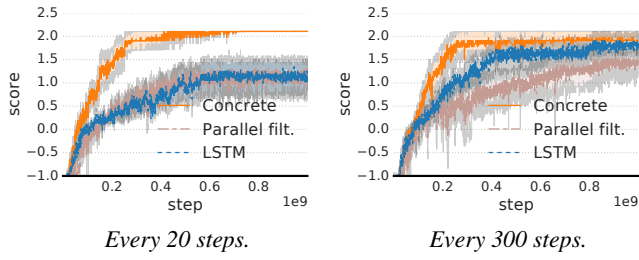 2.5
2.0
1.5
1.0
0.5
0.0
−0.5
−1.0
score
0.2 0.4 0.6 0.8
step
1e9
Concrete
Parallel filt.
LSTM
Every 20 steps.
2.5
2.0
1.5
1.0
0.5
0.0
−0.5
−1.0
score
0.2 0.4 0.6 0.8
step
1e9
Concrete
Parallel filt.
LSTM
Every 300 steps.